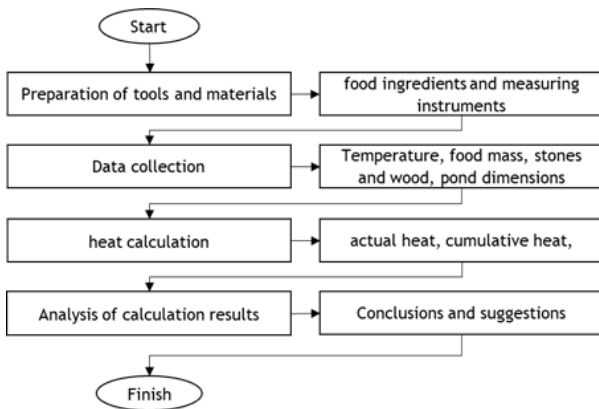 Start
Preparation of tools and materials
food ingredients and measuring
instruments
Data collection
Temperature, food mass, stones
and wood, pond dimensions
heat calculation
actual heat, cumulative heat,
Analysis of calculation results
Conclusions and suggestions
Finish